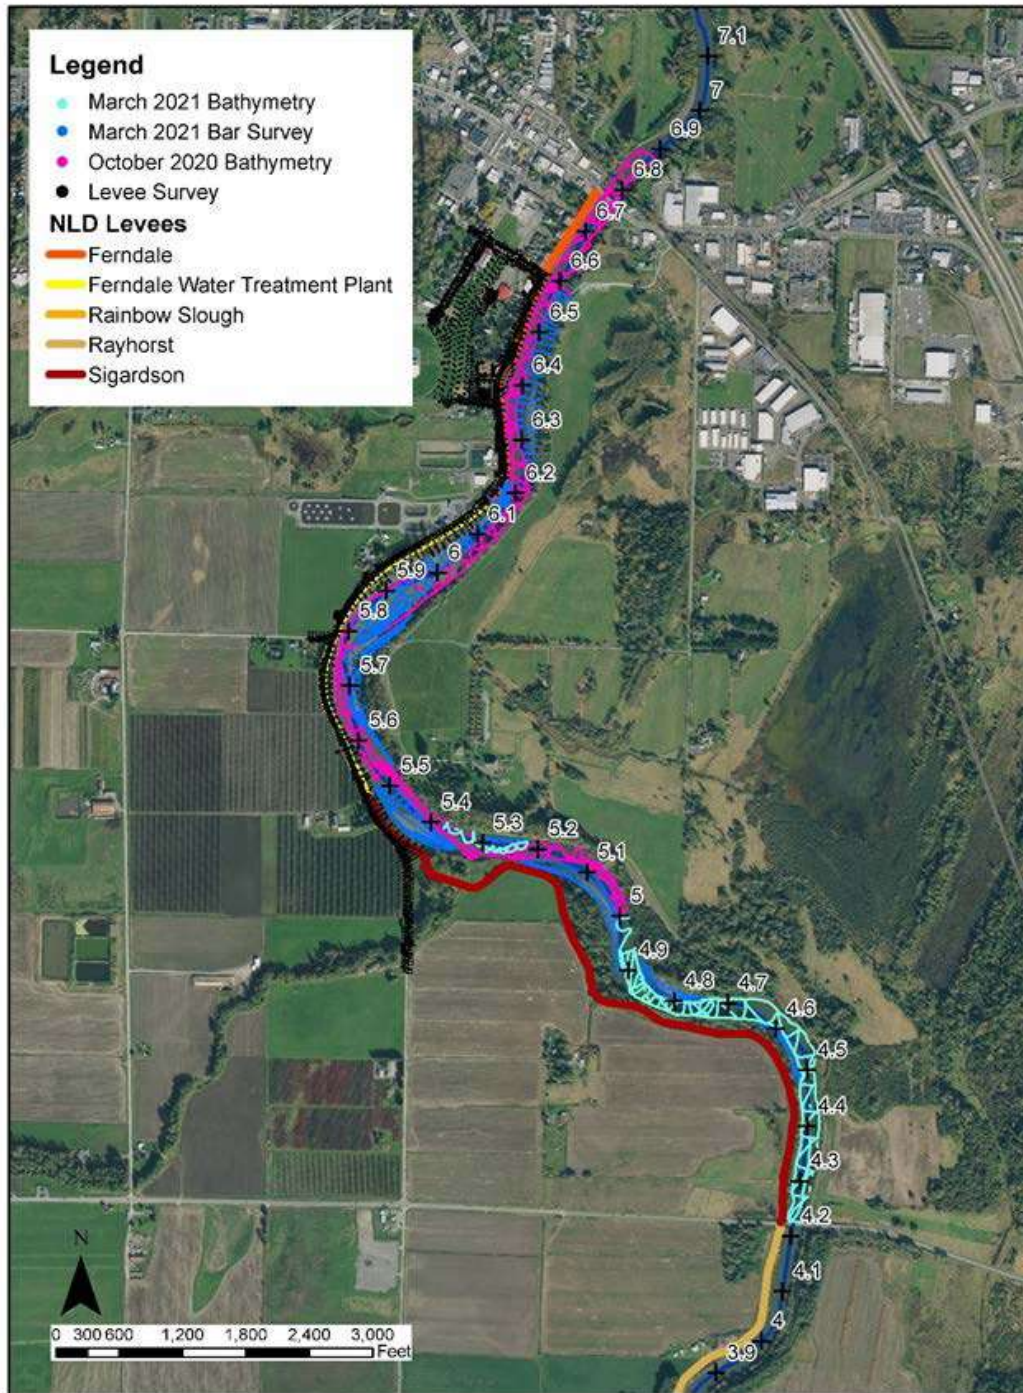 Legend
March 2021 Bathymetry
March 2021 Bar Survey
October 2020 Bathymetry
Levee Survey
NLD Levees
Ferndale
Ferndale Water Treatment Plant
Rainbow Slough
Rayhorst
Sigardson
7.1
7
6.9
6.8
6.7
6.6
6.5
6.4
6.3
6.2
6.1
6
5.9
5.8
5.7
5.6
5.5
5.4
5.3
5.2
5.1
5
4.9
4.8
4.7
4.6
4.5
4.4
4.3
4.2
4.1
4
3.9
N
0 300 600 1,200 1,800 2,400 3,000
Feet